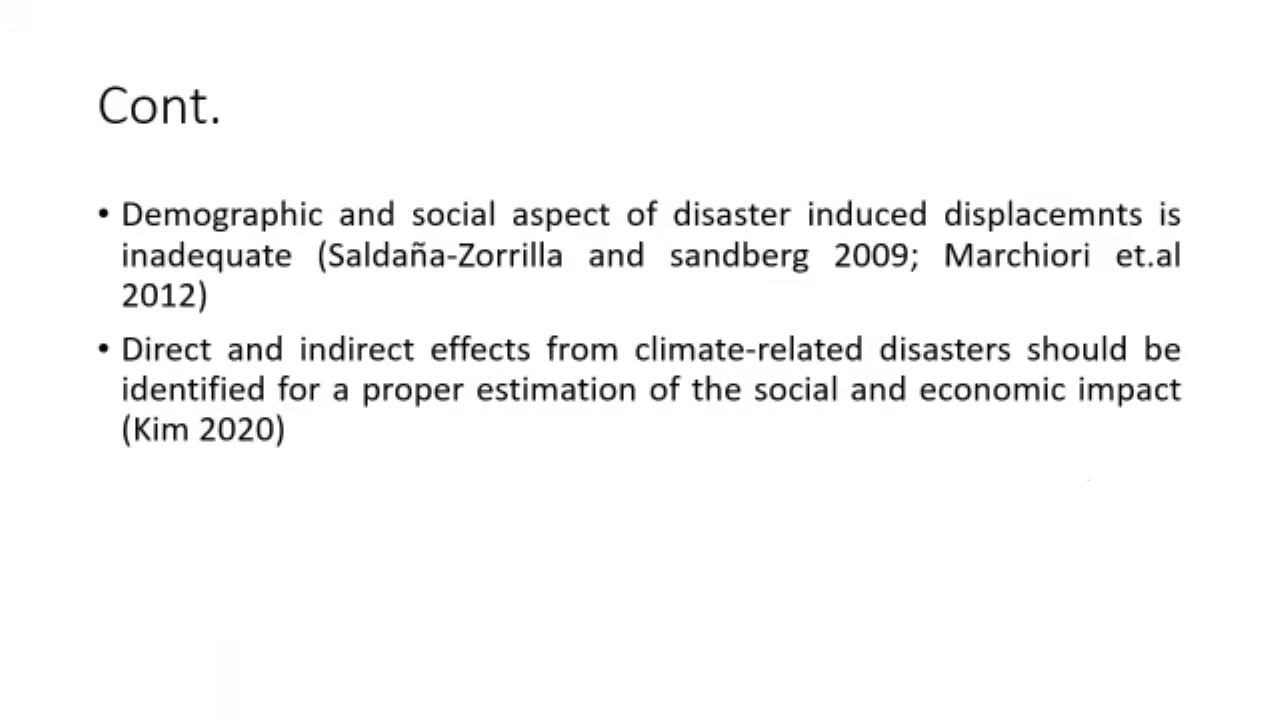 Cont.
• Demographic and social aspect of disaster induced displacemnts is
inadequate (Saldaña-Zorrilla and sandberg 2009; Marchiori et.al
2012)
• Direct and indirect effects from climate-related disasters should be
identified for a proper estimation of the social and economic impact
(Kim 2020)